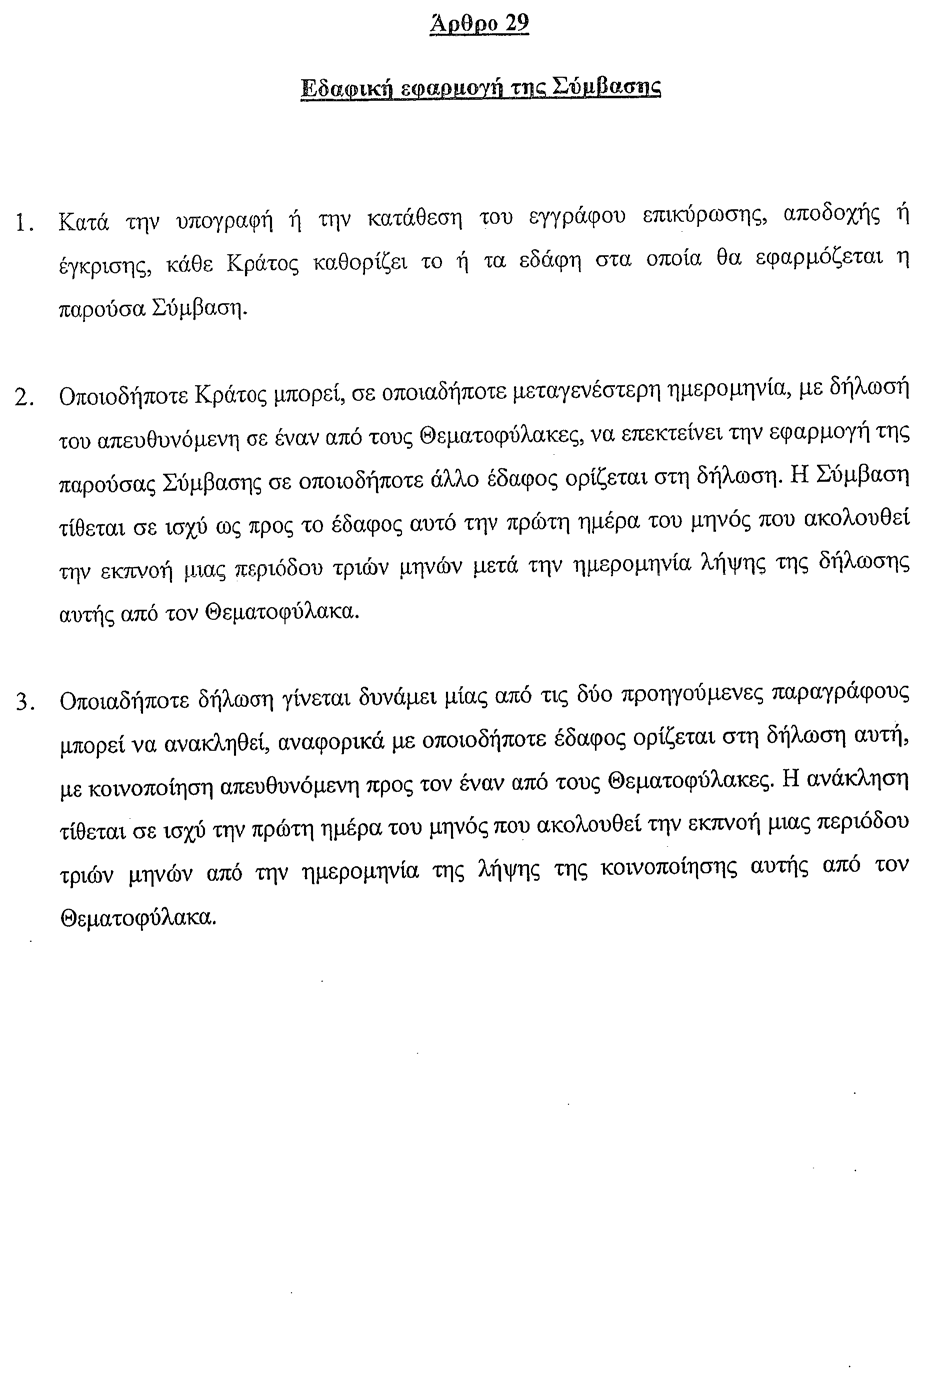 Άρθρο 29
Εδαφική εφαρμογή της Σύμβασης
1. Κατά την υπογραφή ή την κατάθεση του εγγράφου επικύρωσης, αποδοχής ή
έγκρισης, κάθε Κράτος καθορίζει το ή τα εδάφη στα οποία θα εφαρμόζεται η
παρούσα Σύμβαση.
2. Οποιοδήποτε Κράτος μπορεί, σε οποιαδήποτε μεταγενέστερη ημερομηνία, με δήλωσή
του απευθυνόμενη σε έναν από τους Θεματοφύλακες, να επεκτείνει την εφαρμογή της
παρούσας Σύμβασης σε οποιοδήποτε άλλο έδαφος ορίζεται στη δήλωση. Η Σύμβαση
τίθεται σε ισχύ ως προς το έδαφος αυτό την πρώτη ημέρα του μηνός που ακολουθεί
την εκπνοή μιας περιόδου τριών μηνών μετά την ημερομηνία λήψης της δήλωσης
αυτής από τον Θεματοφύλακα.
3. Οποιαδήποτε δήλωση γίνεται δυνάμει μίας από τις δύο προηγούμενες παραγράφους
μπορεί να ανακληθεί, αναφορικά με οποιοδήποτε έδαφος ορίζεται στη δήλωση αυτή,
με κοινοποίηση απευθυνόμενη προς τον έναν από τους Θεματοφύλακες. Η ανάκληση
τίθεται σε ισχύ την πρώτη ημέρα του μηνός που ακολουθεί την εκπνοή μιας περιόδου
τριών μηνών από την ημερομηνία της λήψης της κοινοποίησης αυτής από τον
Θεματοφύλακα.